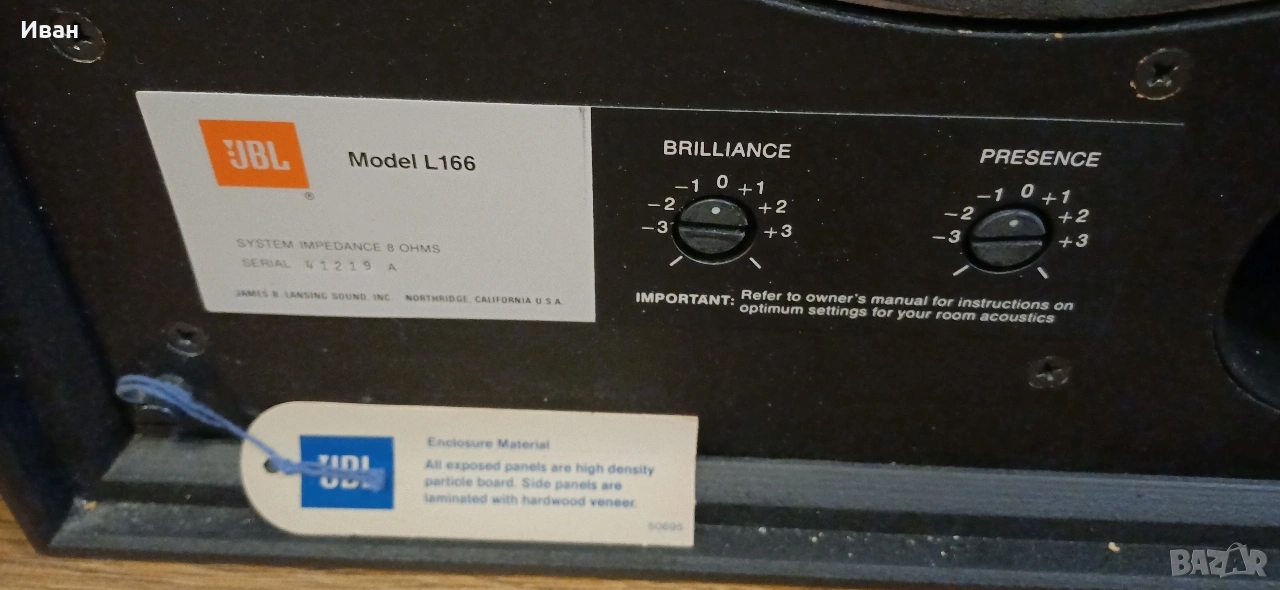 Иван
JBL
®
Model L166
SYSTEM IMPEDANCE 8 OHMS
SERIAL 41219 A
JAMES B. LANSING SOUND, INC. NORTHRIDGE, CALIFORNIA U.S.A.
BRILLIANCE
-3 -2 -1 0 +1 +2 +3
PRESENCE
-3 -2 -1 0 +1 +2 +3
IMPORTANT: Refer to owner's manual for instructions on
optimum settings for your room acoustics
JBL
Enclosure Material
All exposed panels are high density
particle board. Side panels are
laminated with hardwood veneer.
50695
BAZAR